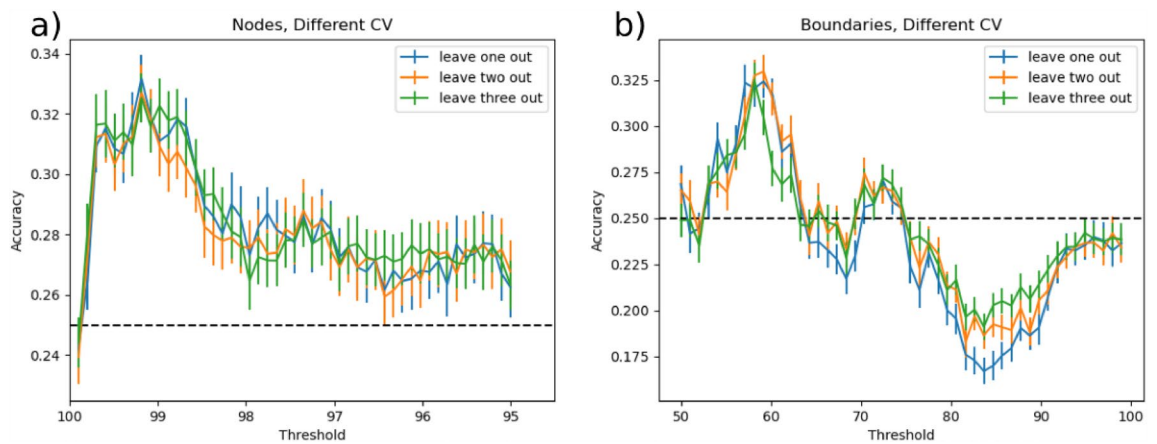 a)
Nodes, Different CV
leave one out
leave two out
leave three out
0.34
0.32
0.30
0.28
0.26
0.24
Accuracy
100
99
98
97
96
95
Threshold
b)
Boundaries, Different CV
leave one out
leave two out
leave three out
0.325
0.300
0.275
0.250
0.225
0.200
0.175
Accuracy
50
60
70
80
90
100
Threshold